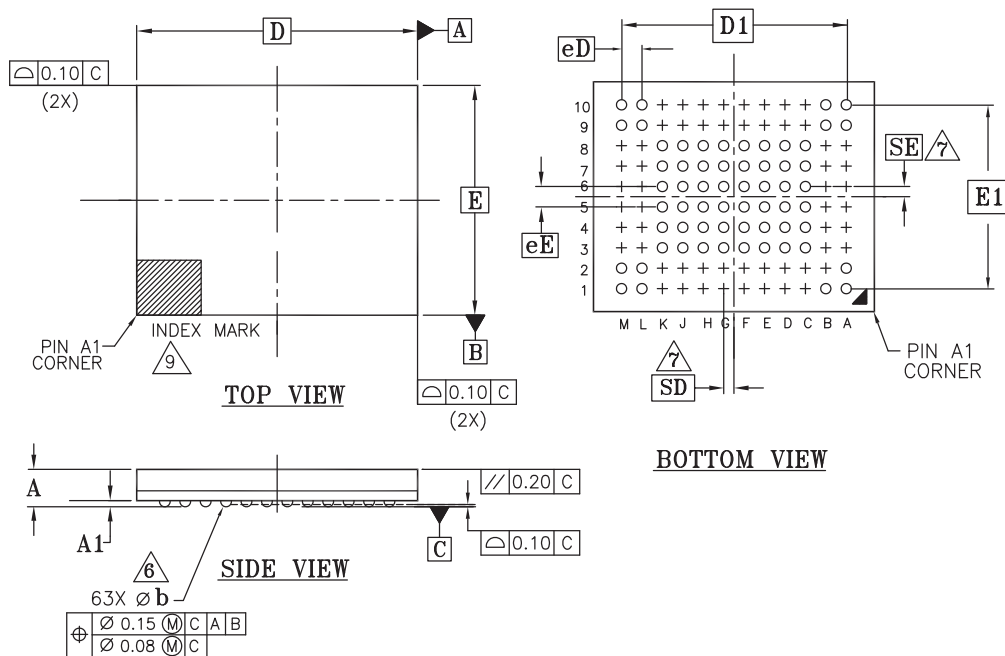 D
A
⌓ 0.10 C
(2X)
E
B
PIN A1
CORNER
INDEX MARK
9
TOP VIEW
⌓ 0.10 C
(2X)
D1
eD
10
9
8
7
6
5
4
3
2
1
SE 7
E1
eE
M L K J H G F E D C B A
7
SD
PIN A1
CORNER
BOTTOM VIEW
A
A1
// 0.20 C
⌓ 0.10 C
C
SIDE VIEW
6
63X Ø b
⌖ Ø 0.15 Ⓜ C A B
Ø 0.08 Ⓜ C